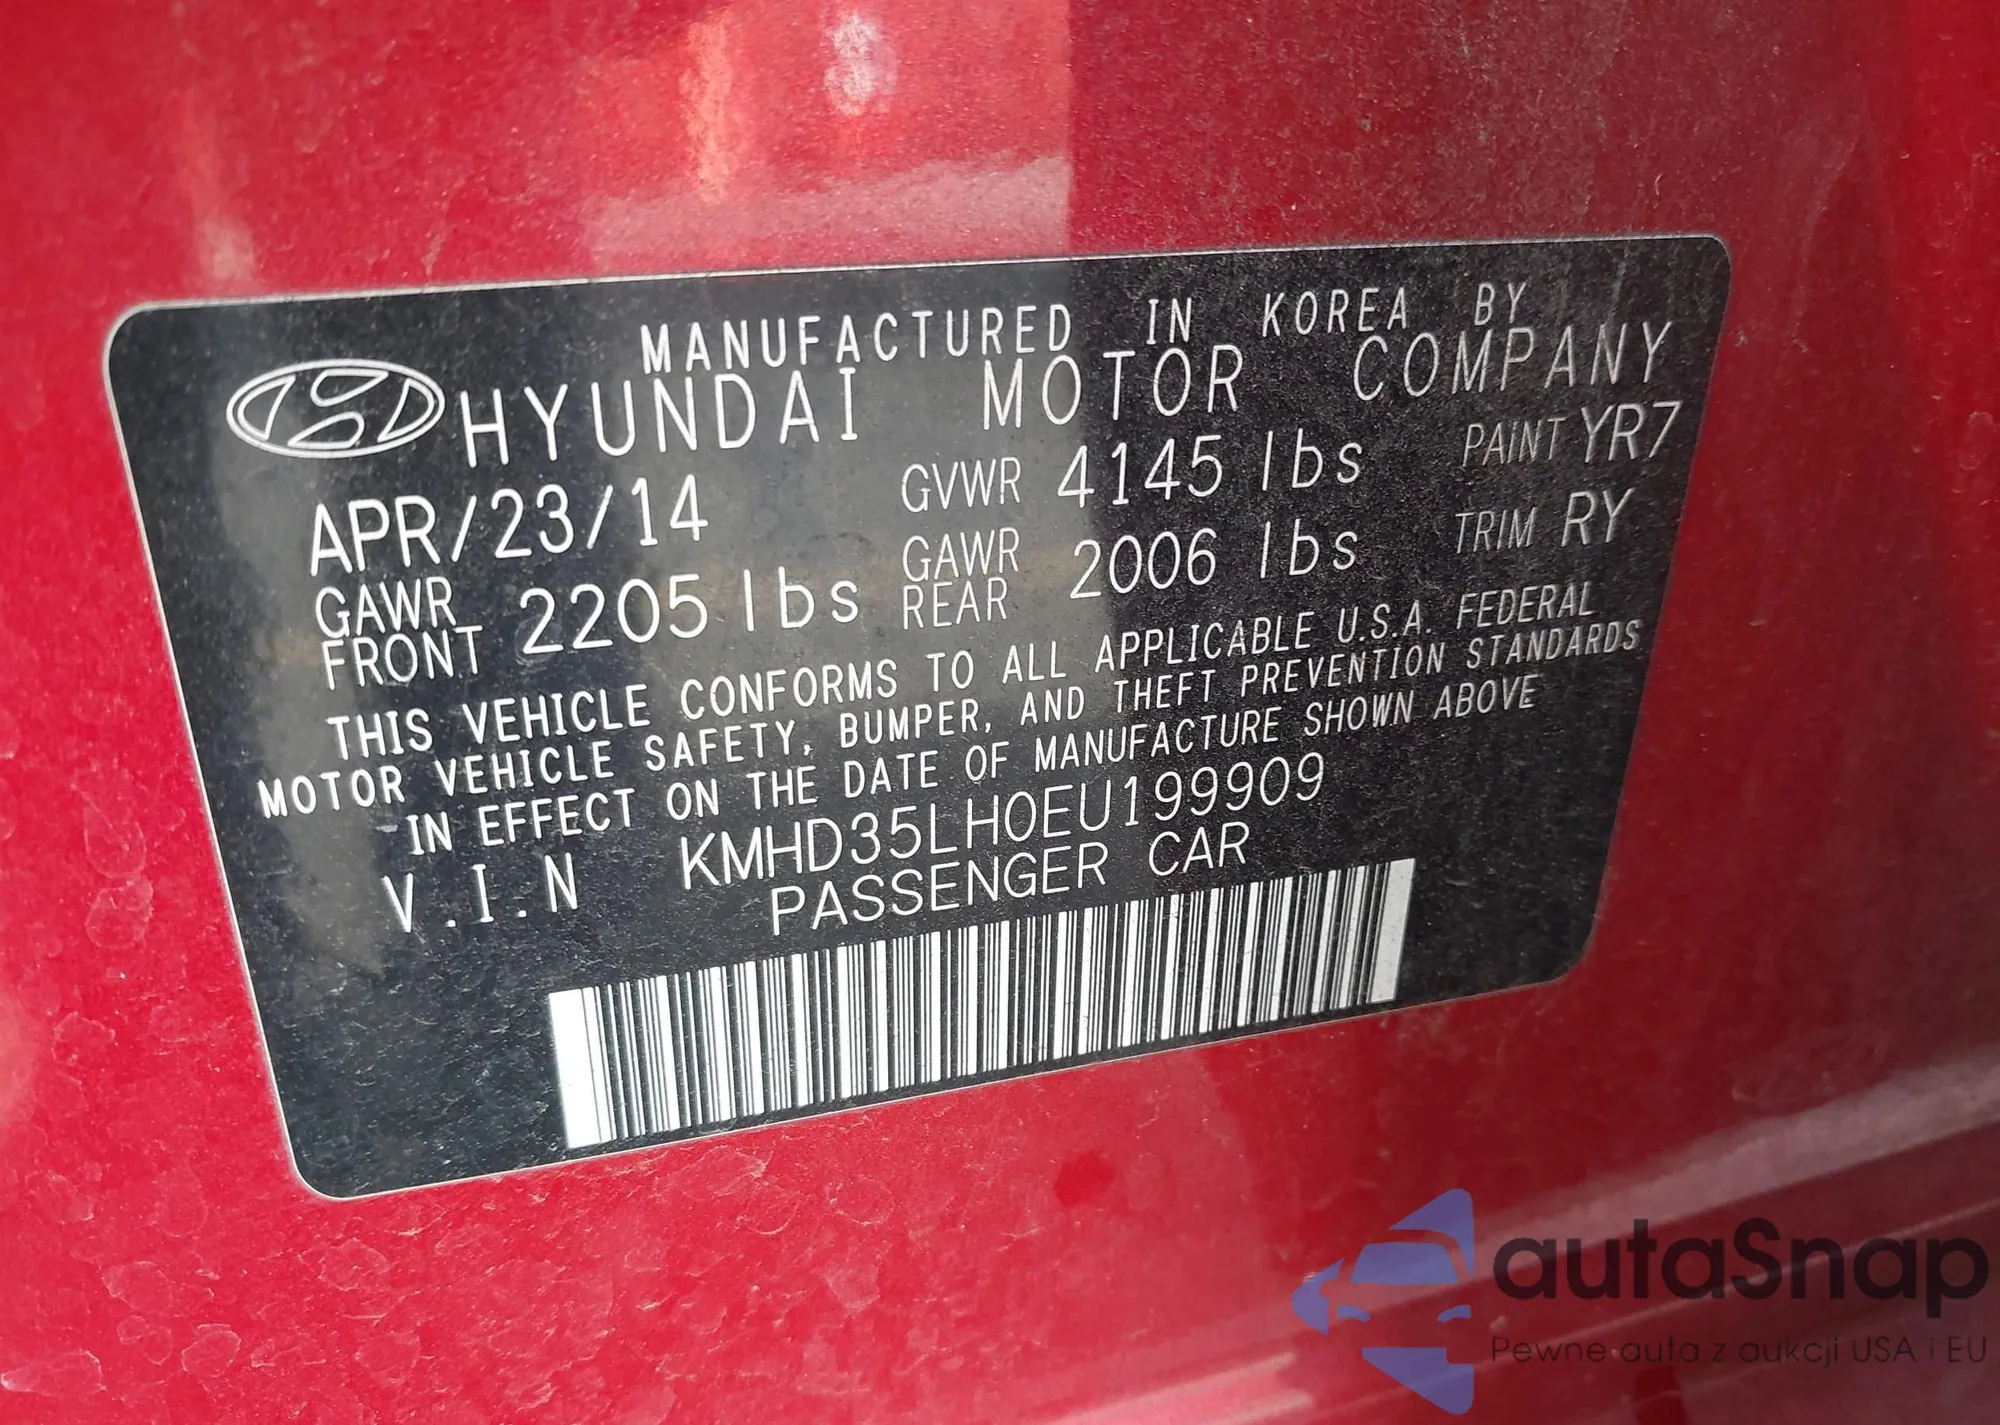 MANUFACTURED IN KOREA BY
HYUNDAI MOTOR COMPANY
APR/23/14 GVWR 4145 lbs PAINT YR7
GAWR FRONT 2205 lbs GAWR REAR 2006 lbs TRIM RY
THIS VEHICLE CONFORMS TO ALL APPLICABLE U.S.A. FEDERAL
MOTOR VEHICLE SAFETY, BUMPER, AND THEFT PREVENTION STANDARDS
IN EFFECT ON THE DATE OF MANUFACTURE SHOWN ABOVE
V.I.N KMHD35LH0EU199909
PASSENGER CAR
autaSnap
Pewne auta z aukcji USA i EU